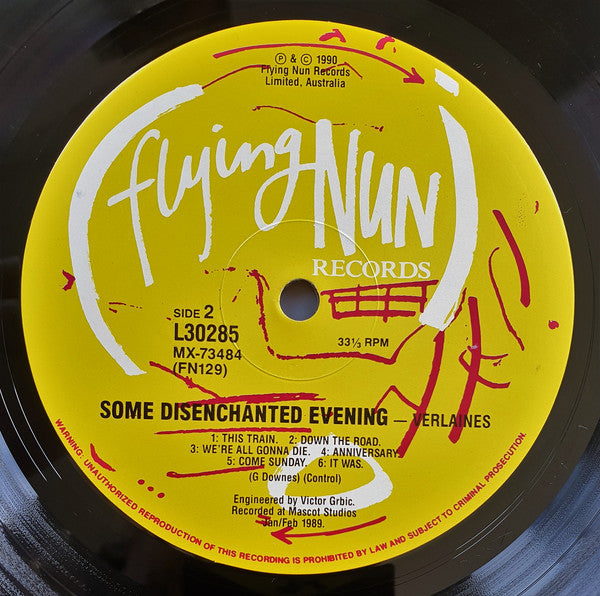 Ⓟ & © 1990
Flying Nun Records
Limited, Australia
(flying NUN)
RECORDS
SIDE 2
L30285
MX-73484
(FN129)
33⅓ RPM
SOME DISENCHANTED EVENING — VERLAINES
1: THIS TRAIN. 2: DOWN THE ROAD.
3: WE'RE ALL GONNA DIE. 4: ANNIVERSARY.
5: COME SUNDAY. 6: IT WAS.
(G Downes) (Control)
Engineered by Victor Grbic.
Recorded at Mascot Studios
Jan/Feb 1989.
WARNING: UNAUTHORIZED REPRODUCTION OF THIS RECORDING IS PROHIBITED BY LAW AND SUBJECT TO CRIMINAL PROSECUTION.